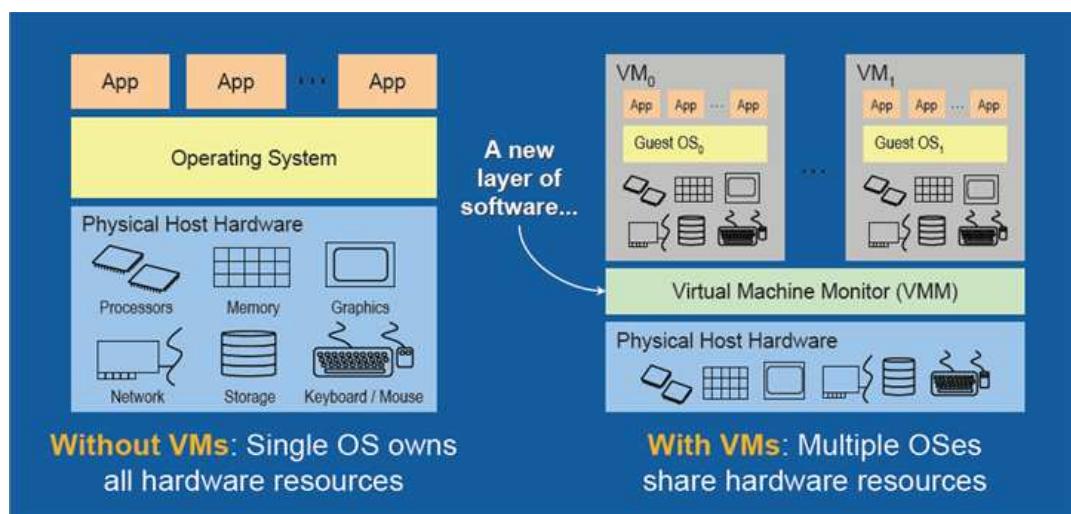 App App ... App
Operating System
Physical Host Hardware
Processors Memory Graphics
Network Storage Keyboard / Mouse
Without VMs: Single OS owns
all hardware resources
A new
layer of
software...
VM0
App App ... App
Guest OS0
...
VM1
App App ... App
Guest OS1
Virtual Machine Monitor (VMM)
Physical Host Hardware
With VMs: Multiple OSes
share hardware resources